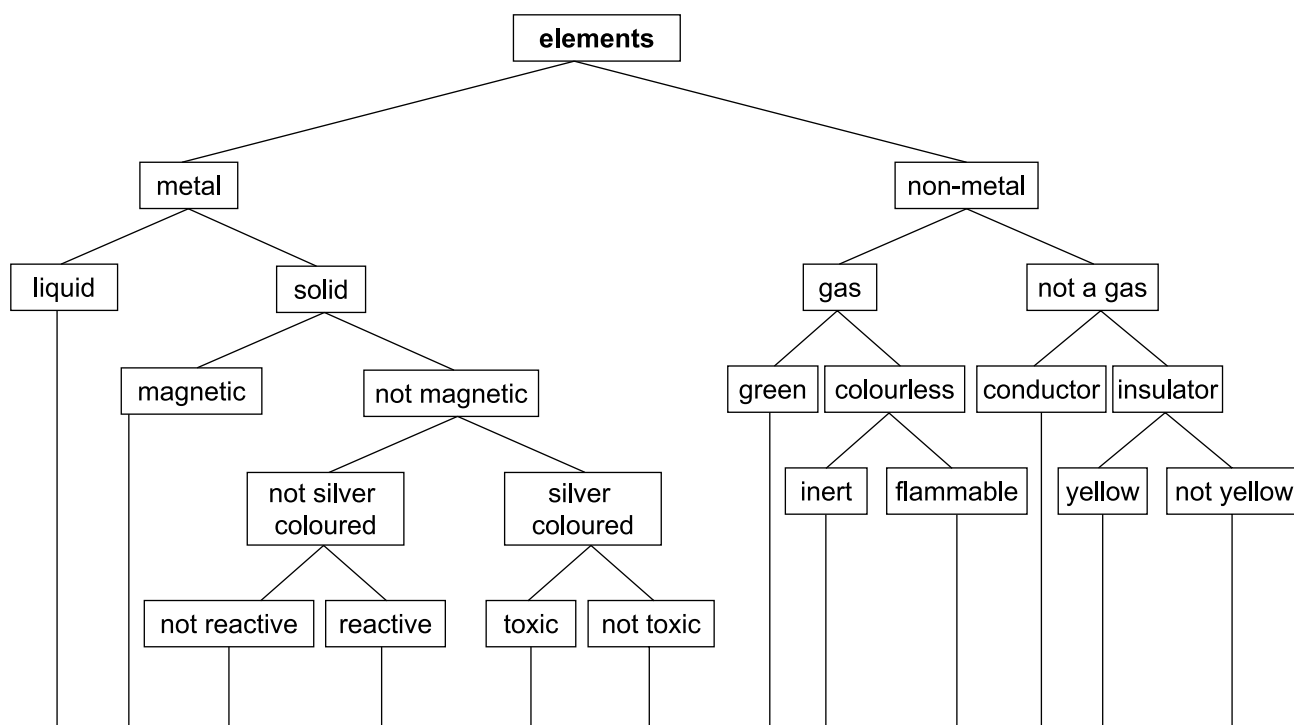 elements
metal
non-metal
liquid
solid
gas
not a gas
magnetic
not magnetic
green
colourless
conductor
insulator
not silver
coloured
silver
coloured
inert
flammable
yellow
not yellow
not reactive
reactive
toxic
not toxic